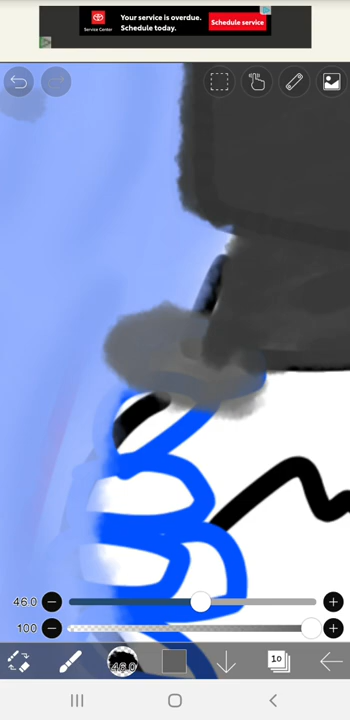 Your service is overdue.
Schedule today.
Schedule service
Service Center
46.0
100
46.0
10